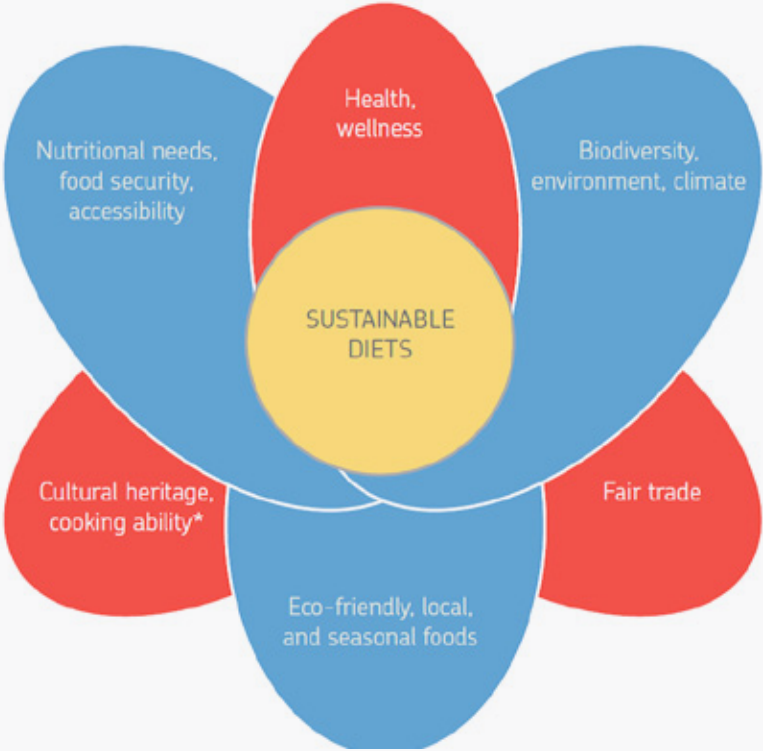 Health,
wellness
Nutritional needs,
food security,
accessibility
Biodiversity,
environment, climate
SUSTAINABLE
DIETS
Cultural heritage,
cooking ability*
Fair trade
Eco-friendly, local,
and seasonal foods